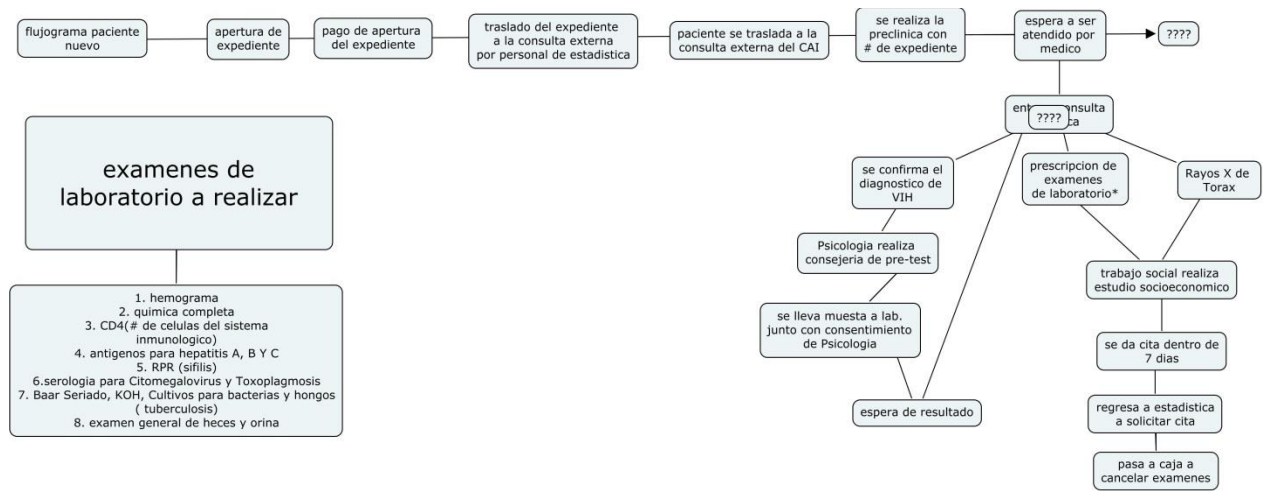 flujograma paciente
nuevo
apertura de
expediente
pago de apertura
del expediente
traslado del expediente
a la consulta externa
por personal de estadistica
paciente se traslada a la
consulta externa del CAI
se realiza la
preclinica con
# de expediente
espera a ser
atendido por
medico
????
????
se confirma el
diagnostico de
VIH
prescripcion de
examenes
de laboratorio*
Rayos X de
Torax
Psicologia realiza
consejeria de pre-test
trabajo social realiza
estudio socioeconomico
se lleva muesta a lab.
junto con consentimiento
de Psicologia
se da cita dentro de
7 dias
espera de resultado
regresa a estadistica
a solicitar cita
pasa a caja a
cancelar examenes
examenes de
laboratorio a realizar
1. hemograma
2. quimica completa
3. CD4(# de celulas del sistema
inmunologico)
4. antigenos para hepatitis A, B Y C
5. RPR (sifilis)
6.serologia para Citomegalovirus y Toxoplagmosis
7. Baar Seriado, KOH, Cultivos para bacterias y hongos
( tuberculosis)
8. examen general de heces y orina